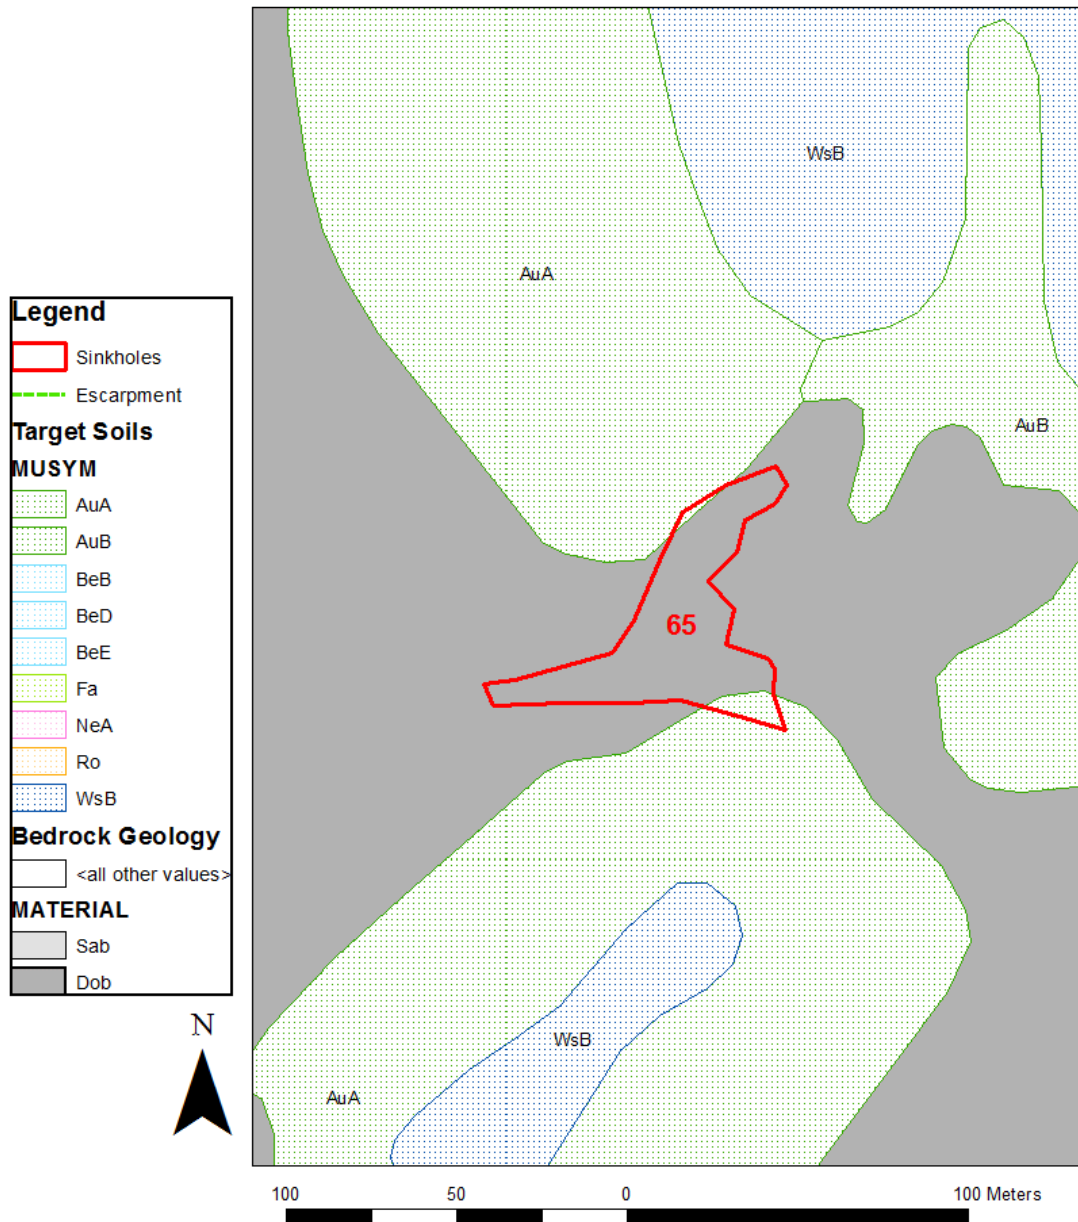 WsB
AuA
AuB
65
WsB
AuA
Legend
Sinkholes
Escarpment
Target Soils
MUSYM
AuA
AuB
BeB
BeD
BeE
Fa
NeA
Ro
WsB
Bedrock Geology
<all other values>
MATERIAL
Sab
Dob
N
100 50 0 100 Meters